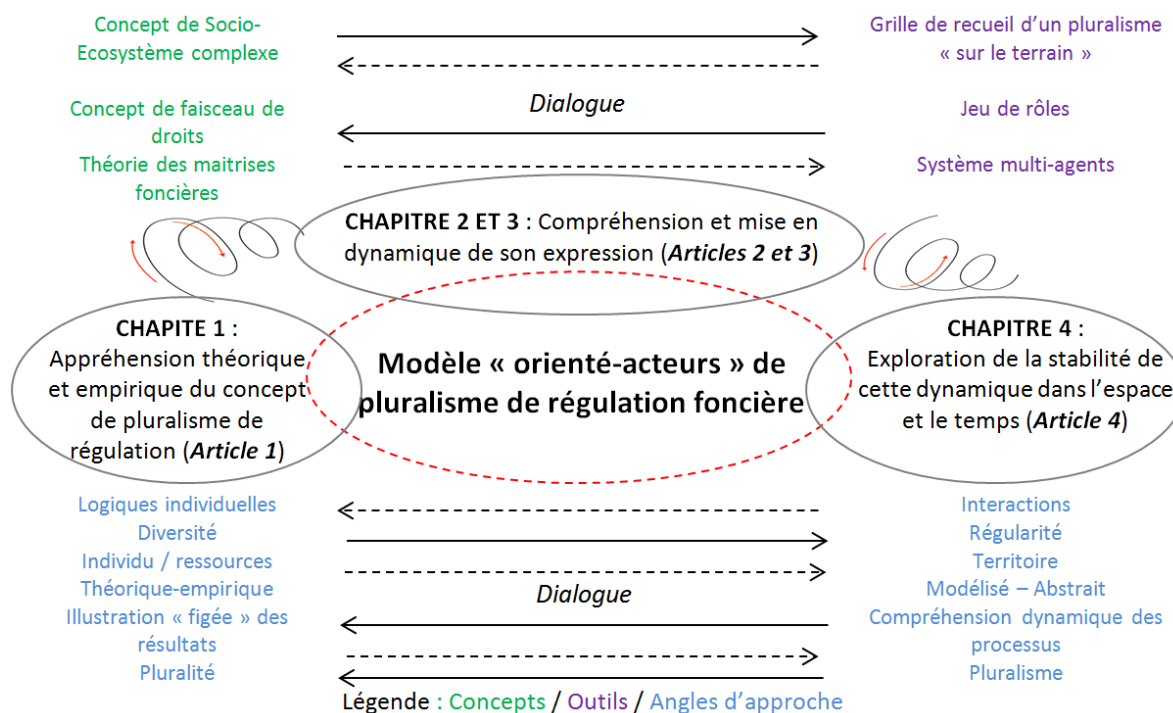 Concept de Socio-
Ecosystème complexe
Concept de faisceau de
droits
Théorie des maitrises
foncières
Grille de recueil d’un pluralisme
« sur le terrain »
Jeu de rôles
Système multi-agents
Dialogue
CHAPITRE 2 ET 3 : Compréhension et mise en
dynamique de son expression (Articles 2 et 3)
CHAPITE 1 :
Appréhension théorique
et empirique du concept
de pluralisme de
régulation (Article 1)
Modèle « orienté-acteurs » de
pluralisme de régulation foncière
CHAPITRE 4 :
Exploration de la stabilité de
cette dynamique dans l’espace
et le temps (Article 4)
Logiques individuelles
Diversité
Individu / ressources
Théorique-empirique
Illustration « figée » des
résultats
Pluralité
Dialogue
Interactions
Régularité
Territoire
Modélisé – Abstrait
Compréhension dynamique des
processus
Pluralisme
Légende : Concepts / Outils / Angles d’approche